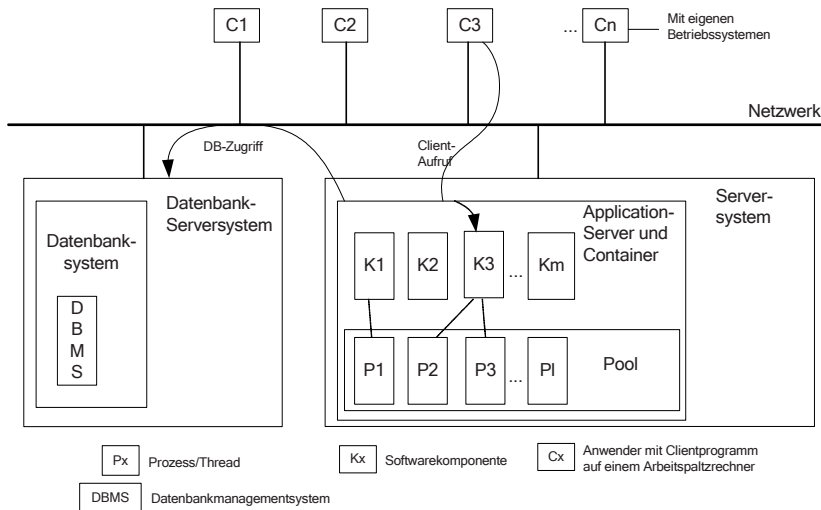 C1
C2
C3
... Cn
Mit eigenen
Betriebssystemen
Netzwerk
DB-Zugriff
Client-
Aufruf
Datenbank-
Serversystem
Datenbank-
system
D
B
M
S
Server-
system
Application-
Server und
Container
K1
K2
K3
...
Km
P1
P2
P3
...
Pl
Pool
Px
Prozess/Thread
Kx
Softwarekomponente
Cx
Anwender mit Clientprogramm
auf einem Arbeitspaltzrechner
DBMS
Datenbankmanagementsystem